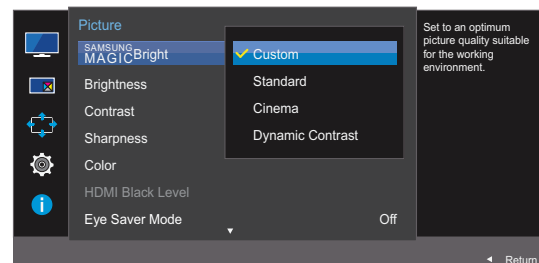 Picture
SAMSUNG
MAGICBright
Custom
Brightness
Standard
Contrast
Cinema
Sharpness
Dynamic Contrast
Color
HDMI Black Level
Eye Saver Mode
Off
Set to an optimum
picture quality suitable
for the working
environment.
Return